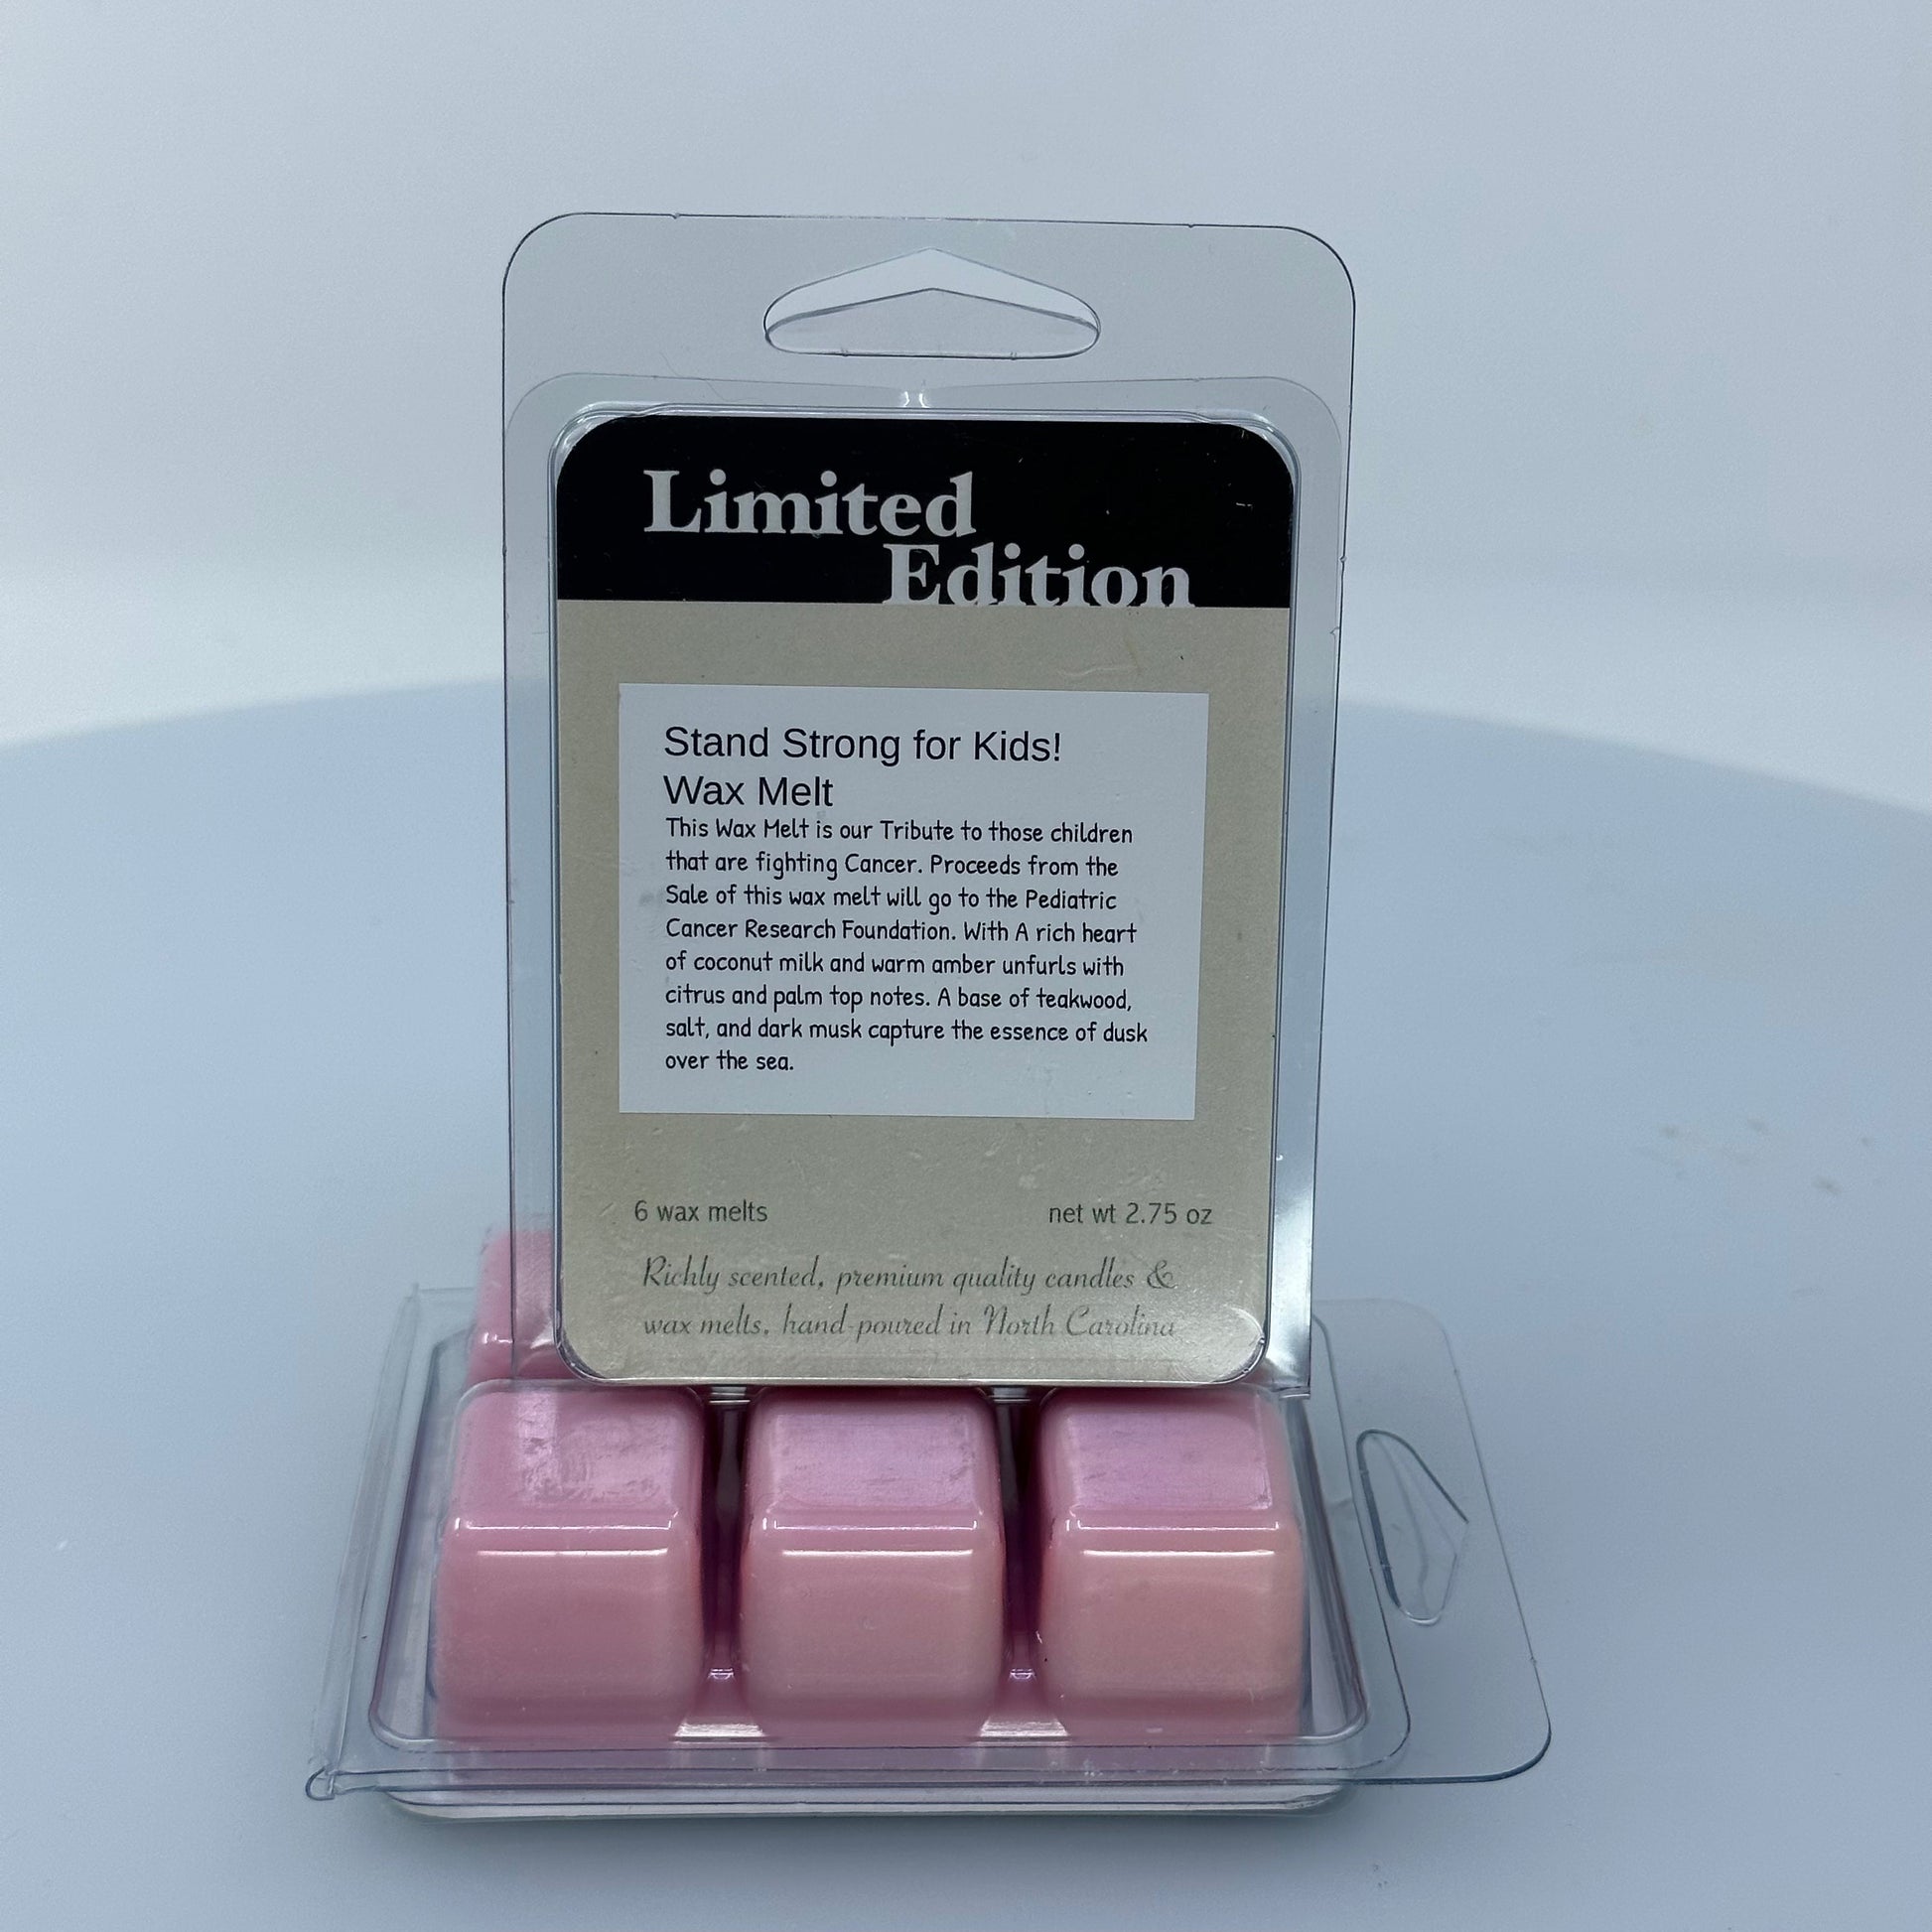 Limited
Edition
Stand Strong for Kids!
Wax Melt
This Wax Melt is our Tribute to those children
that are fighting Cancer. Proceeds from the
Sale of this wax melt will go to the Pediatric
Cancer Research Foundation. With A rich heart
of coconut milk and warm amber unfurls with
citrus and palm top notes. A base of teakwood,
salt, and dark musk capture the essence of dusk
over the sea.
6 wax melts net wt 2.75 oz
Richly scented, premium quality candles &
wax melts, hand-poured in North Carolina